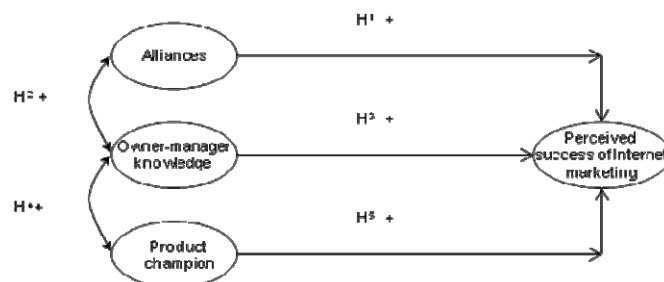 H¹ +
Alliances
H² +
H³ +
Owner-manager
knowledge
Perceived
success of Internet
marketing
H⁴+
H⁵ +
Product
champion